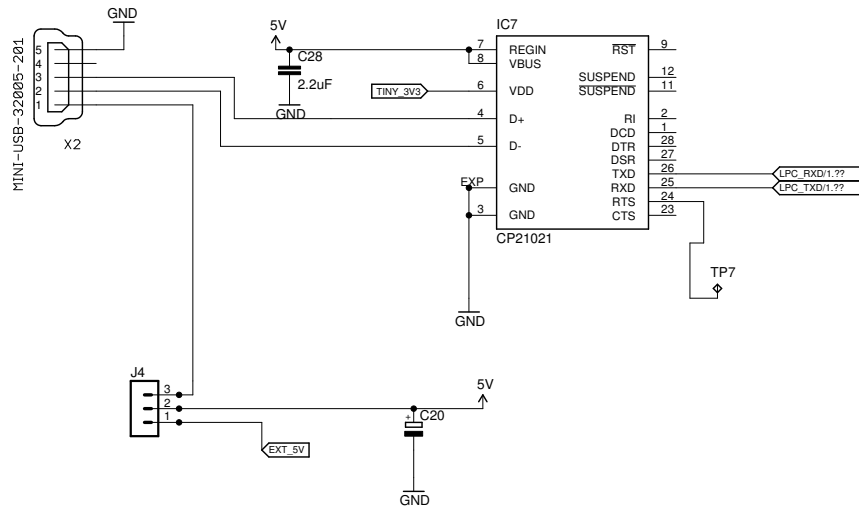 GND
MINI-USB-32005-201
5
4
3
2
1
X2
5V
C28
2.2uF
GND
TINY_3V3
IC7
7 REGIN RST 9
8 VBUS
SUSPEND 12
6 VDD SUSPEND 11
4 D+ RI 2
DCD 1
5 D- DTR 28
DSR 27
TXD 26 LPC_RXD/1.??
EXP GND RXD 25 LPC_TXD/1.??
RTS 24
3 GND CTS 23
CP21021
TP7
GND
J4
3
2
1
EXT_5V
5V
+
C20
GND